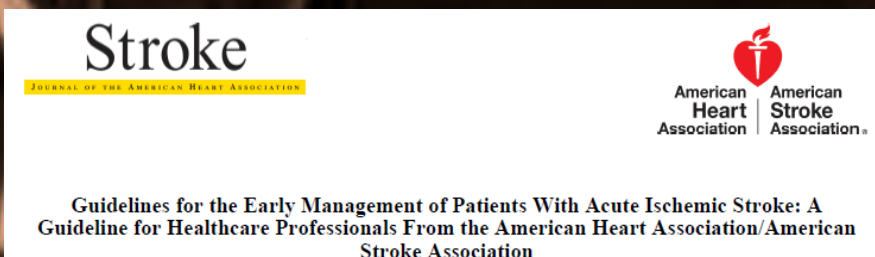 Stroke
JOURNAL OF THE AMERICAN HEART ASSOCIATION
American Heart Association
American Stroke Association®
Guidelines for the Early Management of Patients With Acute Ischemic Stroke: A
Guideline for Healthcare Professionals From the American Heart Association/American
Stroke Association